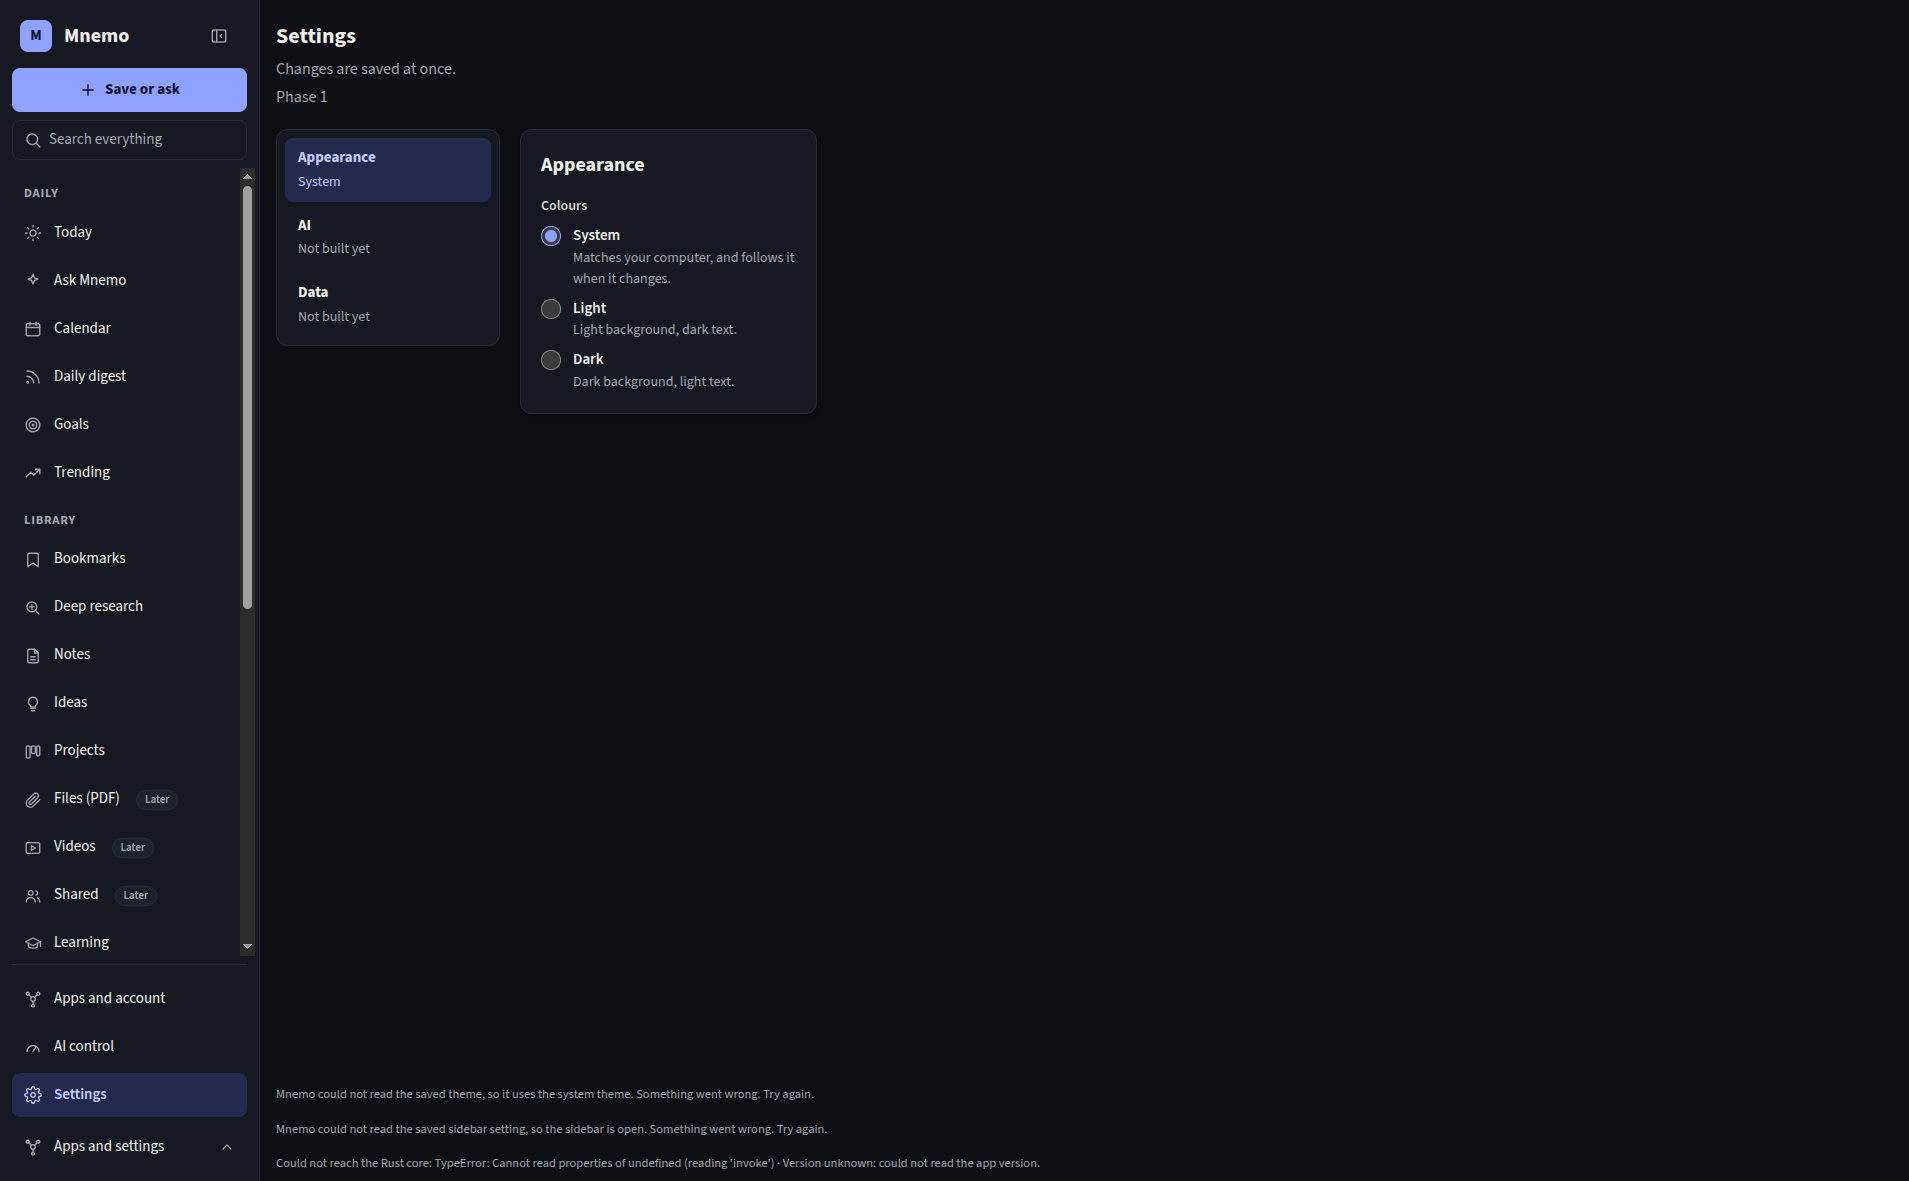 M
Mnemo
Save or ask
Search everything
DAILY
Today
Ask Mnemo
Calendar
Daily digest
Goals
Trending
LIBRARY
Bookmarks
Deep research
Notes
Ideas
Projects
Files (PDF) Later
Videos Later
Shared Later
Learning
Apps and account
AI control
Settings
Apps and settings
Settings
Changes are saved at once.
Phase 1
Appearance
System
AI
Not built yet
Data
Not built yet
Appearance
Colours
System
Matches your computer, and follows it
when it changes.
Light
Light background, dark text.
Dark
Dark background, light text.
Mnemo could not read the saved theme, so it uses the system theme. Something went wrong. Try again.
Mnemo could not read the saved sidebar setting, so the sidebar is open. Something went wrong. Try again.
Could not reach the Rust core: TypeError: Cannot read properties of undefined (reading 'invoke') · Version unknown: could not read the app version.